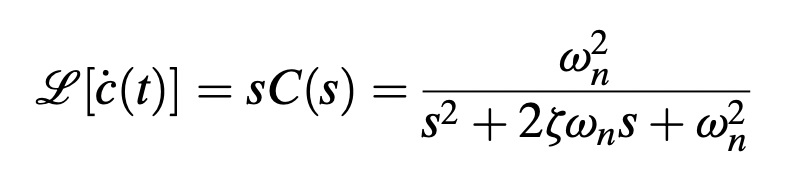 ℒ[ċ(t)] = sC(s) = ω_n^2 / (s^2 + 2ζω_n s + ω_n^2)